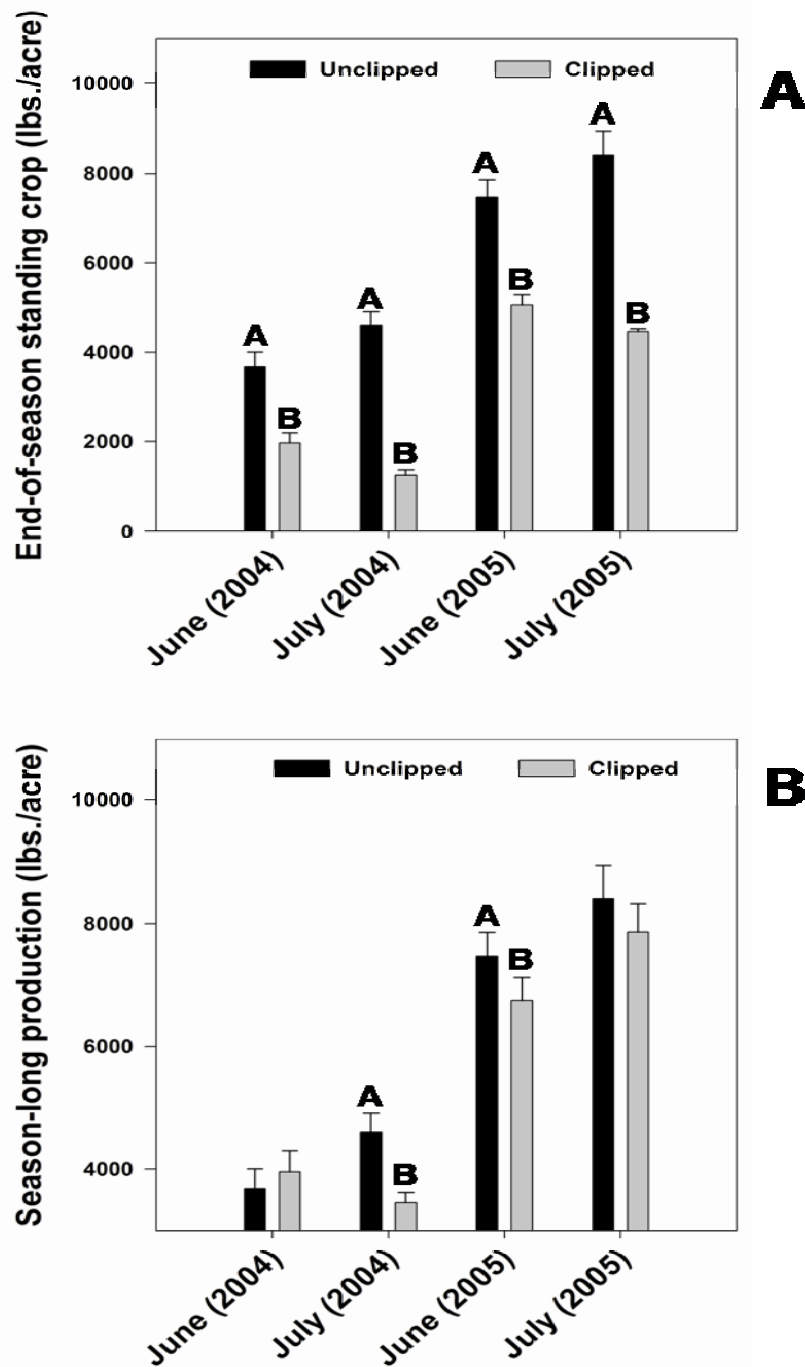 End-of-season standing crop (lbs./acre)
Unclipped Clipped
A
10000
8000
6000
4000
2000
0
A B
A B
A B
A B
June (2004) July (2004) June (2005) July (2005)
Season-long production (lbs./acre)
Unclipped Clipped
B
10000
8000
6000
4000
A B
A B
June (2004) July (2004) June (2005) July (2005)